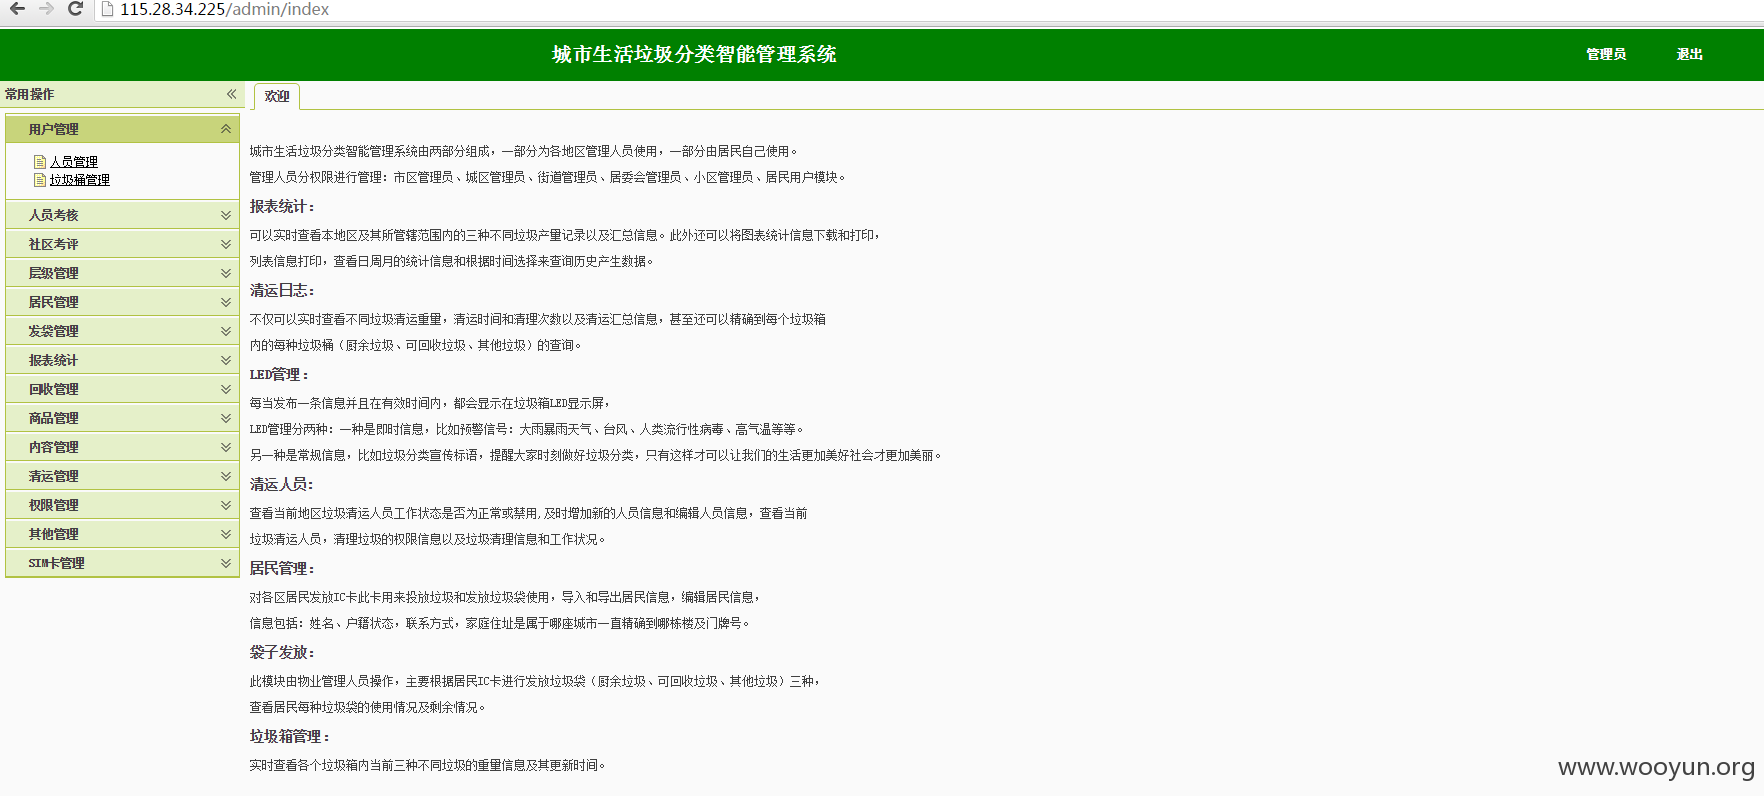 115.28.34.225/admin/index
城市生活垃圾分类智能管理系统
管理员
退出
常用操作
欢迎
用户管理
人员管理
垃圾桶管理
人员考核
社区考评
层级管理
居民管理
发袋管理
报表统计
回收管理
商品管理
内容管理
清运管理
权限管理
其他管理
SIM卡管理
城市生活垃圾分类智能管理系统由两部分组成，一部分为各地区管理人员使用，一部分由居民自己使用。
管理人员分权限进行管理：市区管理员、城区管理员、街道管理员、居委会管理员、小区管理员、居民用户模块。
报表统计：
可以实时查看本地区及其所管辖范围内的三种不同垃圾产量记录以及汇总信息。此外还可以将图表统计信息下载和打印，
列表信息打印，查看日周月的统计信息和根据时间选择来查询历史产生数据。
清运日志：
不仅可以实时查看不同垃圾清运重量，清运时间和清理次数以及清运汇总信息，甚至还可以精确到每个垃圾箱
内的每种垃圾桶（厨余垃圾、可回收垃圾、其他垃圾）的查询。
LED管理：
每当发布一条信息并且在有效时间内，都会显示在垃圾箱LED显示屏，
LED管理分两种：一种是即时信息，比如预警信号：大雨暴雨天气、台风、人类流行性病毒、高气温等等。
另一种是常规信息，比如垃圾分类宣传标语，提醒大家时刻做好垃圾分类，只有这样才可以让我们的生活更加美好社会才更加美丽。
清运人员：
查看当前地区垃圾清运人员工作状态是否为正常或禁用,及时增加新的人员信息和编辑人员信息，查看当前
垃圾清运人员，清理垃圾的权限信息以及垃圾清理信息和工作状况。
居民管理：
对各区居民发放IC卡此卡用来投放垃圾和发放垃圾袋使用，导入和导出居民信息，编辑居民信息，
信息包括：姓名、户籍状态，联系方式，家庭住址是属于哪座城市一直精确到哪栋楼及门牌号。
袋子发放：
此模块由物业管理人员操作，主要根据居民IC卡进行发放垃圾袋（厨余垃圾、可回收垃圾、其他垃圾）三种，
查看居民每种垃圾袋的使用情况及剩余情况。
垃圾箱管理：
实时查看各个垃圾箱内当前三种不同垃圾的重量信息及其更新时间。
www.wooyun.org